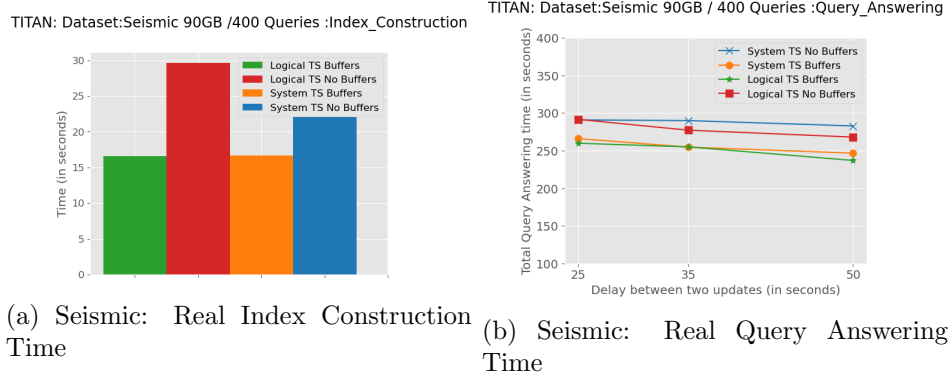 TITAN: Dataset:Seismic 90GB /400 Queries :Index_Construction
Time (in seconds)
30
25
20
15
10
5
0
Logical TS Buffers
Logical TS No Buffers
System TS Buffers
System TS No Buffers
(a) Seismic: Real Index Construction
Time
TITAN: Dataset:Seismic 90GB / 400 Queries :Query_Answering
Total Query Answering time (in seconds)
400
350
300
250
200
150
100
System TS No Buffers
System TS Buffers
Logical TS Buffers
Logical TS No Buffers
25 35 50
Delay between two updates (in seconds)
(b) Seismic: Real Query Answering
Time